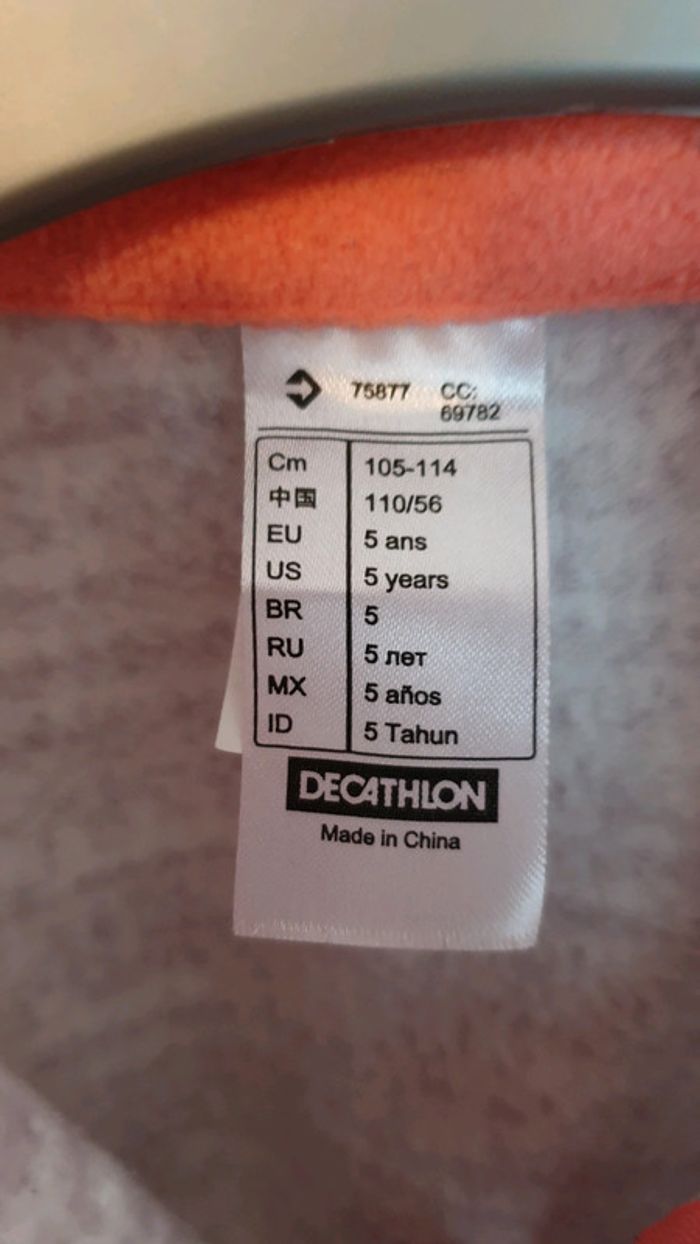 75877 CC:
69782
Cm 105-114
中国 110/56
EU 5 ans
US 5 years
BR 5
RU 5 лет
MX 5 años
ID 5 Tahun
DECATHLON
Made in China